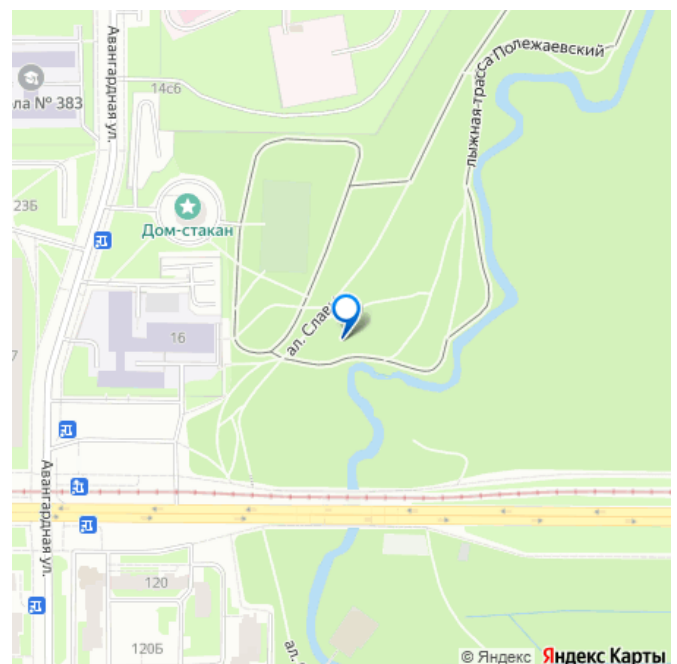 Авангардная ул.
14с6
ла № 383
лыжная трасса Полежаевский
23Б
Дом-стакан
ал. Слав
16
7
Авангардная ул.
120
120Б
ал.
© Яндекс Яндекс Карты